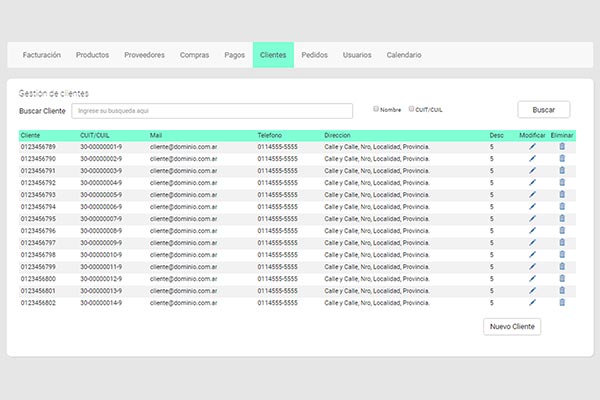 Facturación Productos Proveedores Compras Pagos Clientes Pedidos Usuarios Calendario
Gestion de clientes
Buscar Cliente Ingrese su busqueda aqui Nombre CUIT/CUIL Buscar
Cliente CUIT/CUIL Mail Telefono Direccion Desc Modificar Eliminar
0123456789 30-00000001-9 cliente@dominio.com.ar 0114555-5555 Calle y Calle, Nro, Localidad, Provincia. 5
0123456790 30-00000002-9 cliente@dominio.com.ar 0114555-5555 Calle y Calle, Nro, Localidad, Provincia. 5
0123456791 30-00000003-9 cliente@dominio.com.ar 0114555-5555 Calle y Calle, Nro, Localidad, Provincia. 5
0123456792 30-00000004-9 cliente@dominio.com.ar 0114555-5555 Calle y Calle, Nro, Localidad, Provincia. 5
0123456793 30-00000005-9 cliente@dominio.com.ar 0114555-5555 Calle y Calle, Nro, Localidad, Provincia. 5
0123456794 30-00000006-9 cliente@dominio.com.ar 0114555-5555 Calle y Calle, Nro, Localidad, Provincia. 5
0123456795 30-00000007-9 cliente@dominio.com.ar 0114555-5555 Calle y Calle, Nro, Localidad, Provincia. 5
0123456796 30-00000008-9 cliente@dominio.com.ar 0114555-5555 Calle y Calle, Nro, Localidad, Provincia. 5
0123456797 30-00000009-9 cliente@dominio.com.ar 0114555-5555 Calle y Calle, Nro, Localidad, Provincia. 5
0123456798 30-00000010-9 cliente@dominio.com.ar 0114555-5555 Calle y Calle, Nro, Localidad, Provincia. 5
0123456799 30-00000011-9 cliente@dominio.com.ar 0114555-5555 Calle y Calle, Nro, Localidad, Provincia. 5
0123456800 30-00000012-9 cliente@dominio.com.ar 0114555-5555 Calle y Calle, Nro, Localidad, Provincia. 5
0123456801 30-00000013-9 cliente@dominio.com.ar 0114555-5555 Calle y Calle, Nro, Localidad, Provincia. 5
0123456802 30-00000014-9 cliente@dominio.com.ar 0114555-5555 Calle y Calle, Nro, Localidad, Provincia. 5
Nuevo Cliente